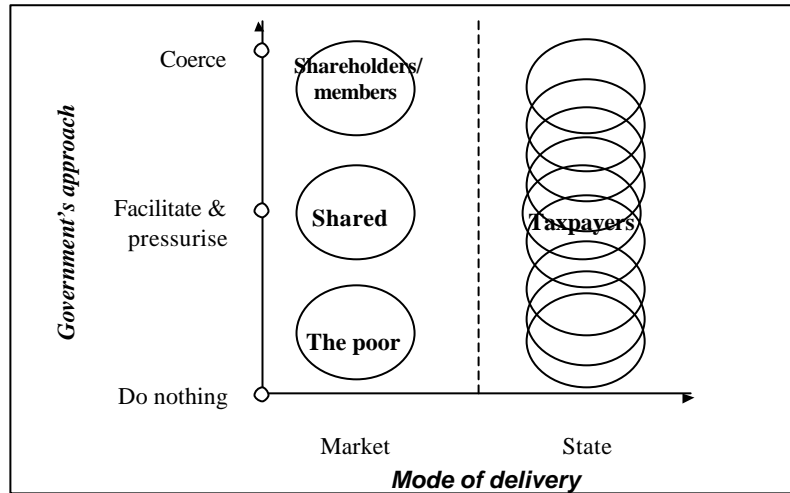 Coerce
Shareholders/
members
Government's approach
Facilitate &
pressurise
Shared
Taxpayers
The poor
Do nothing
Market
State
Mode of delivery